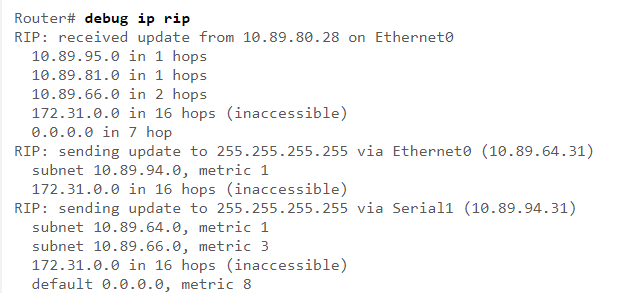 Router# debug ip rip
RIP: received update from 10.89.80.28 on Ethernet0
10.89.95.0 in 1 hops
10.89.81.0 in 1 hops
10.89.66.0 in 2 hops
172.31.0.0 in 16 hops (inaccessible)
0.0.0.0 in 7 hop
RIP: sending update to 255.255.255.255 via Ethernet0 (10.89.64.31)
subnet 10.89.94.0, metric 1
172.31.0.0 in 16 hops (inaccessible)
RIP: sending update to 255.255.255.255 via Serial1 (10.89.94.31)
subnet 10.89.64.0, metric 1
subnet 10.89.66.0, metric 3
172.31.0.0 in 16 hops (inaccessible)
default 0.0.0.0, metric 8